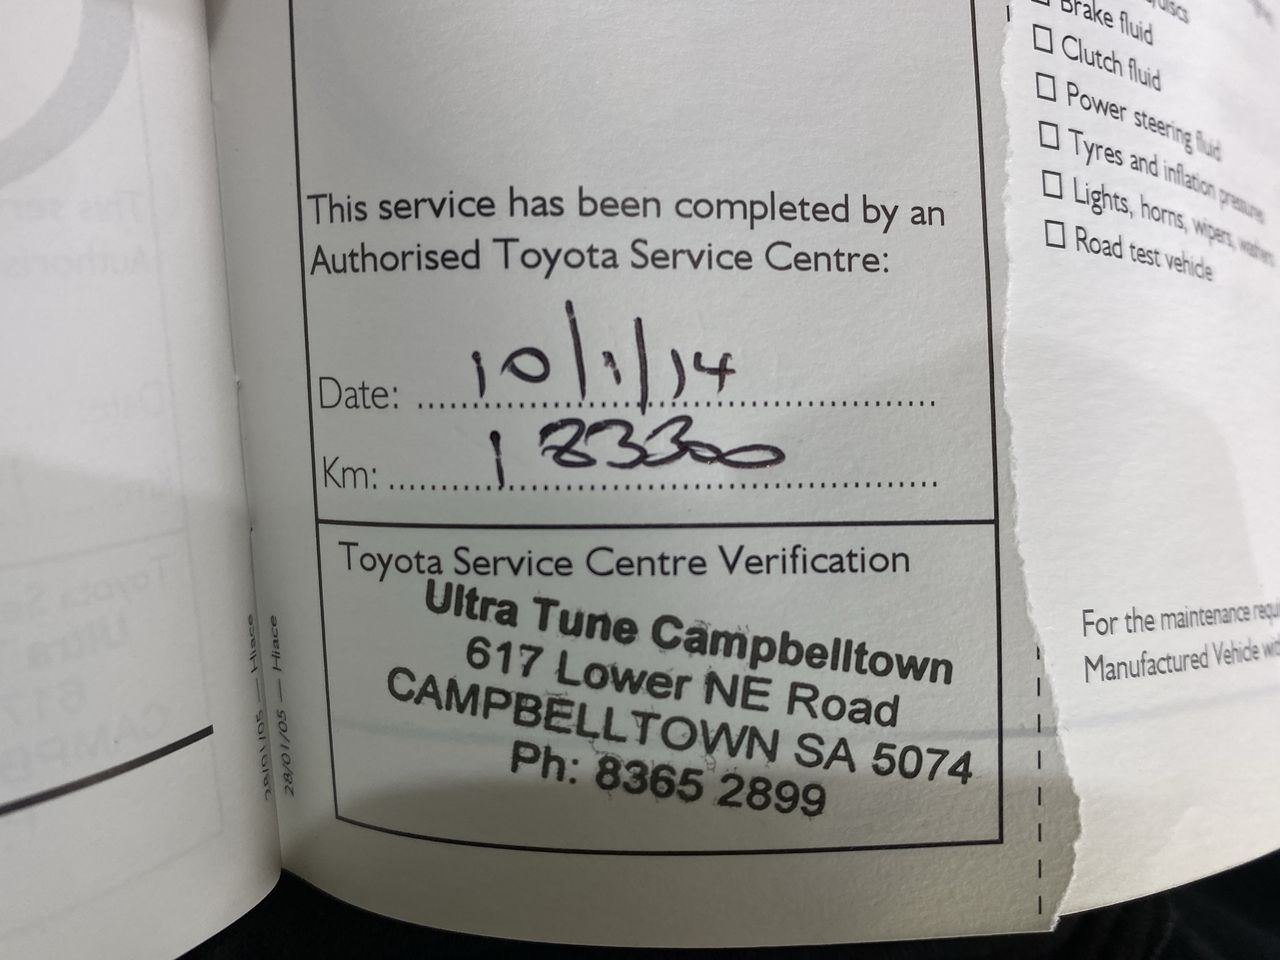 This service has been completed by an
Authorised Toyota Service Centre:
Date: 10/1/14
Km: 183300
Toyota Service Centre Verification
Ultra Tune Campbelltown
617 Lower NE Road
CAMPBELLTOWN SA 5074
Ph: 8365 2899
28/01/05 — Hiace
28/01/05 — Hiace
Brake fluid
Clutch fluid
Power steering fluid
Tyres and inflation pressures
Lights, horns, wipers, washers
Road test vehicle
For the maintenance
Manufactured Vehicle